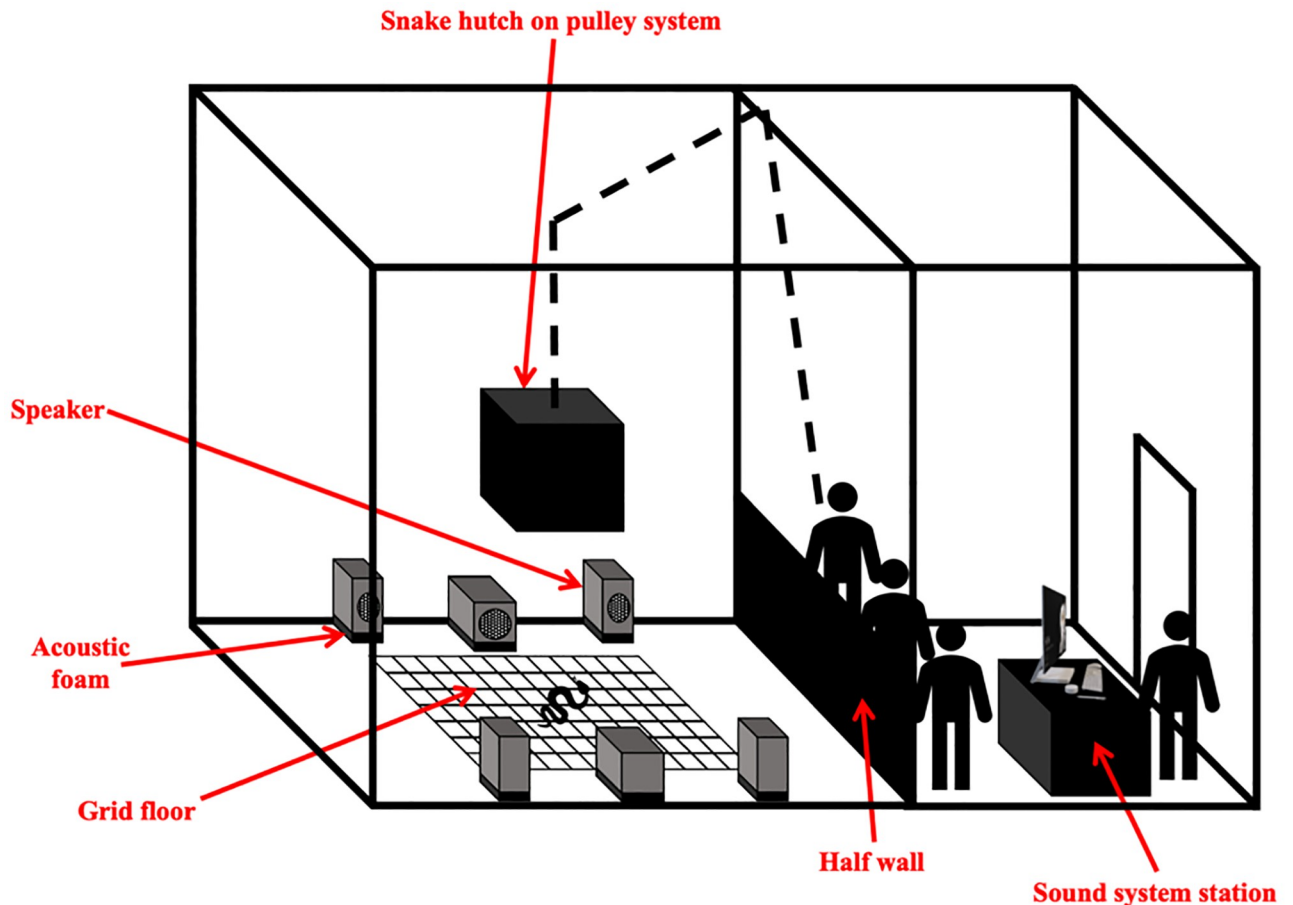 Snake hutch on pulley system
Speaker
Acoustic
foam
Grid floor
Half wall
Sound system station